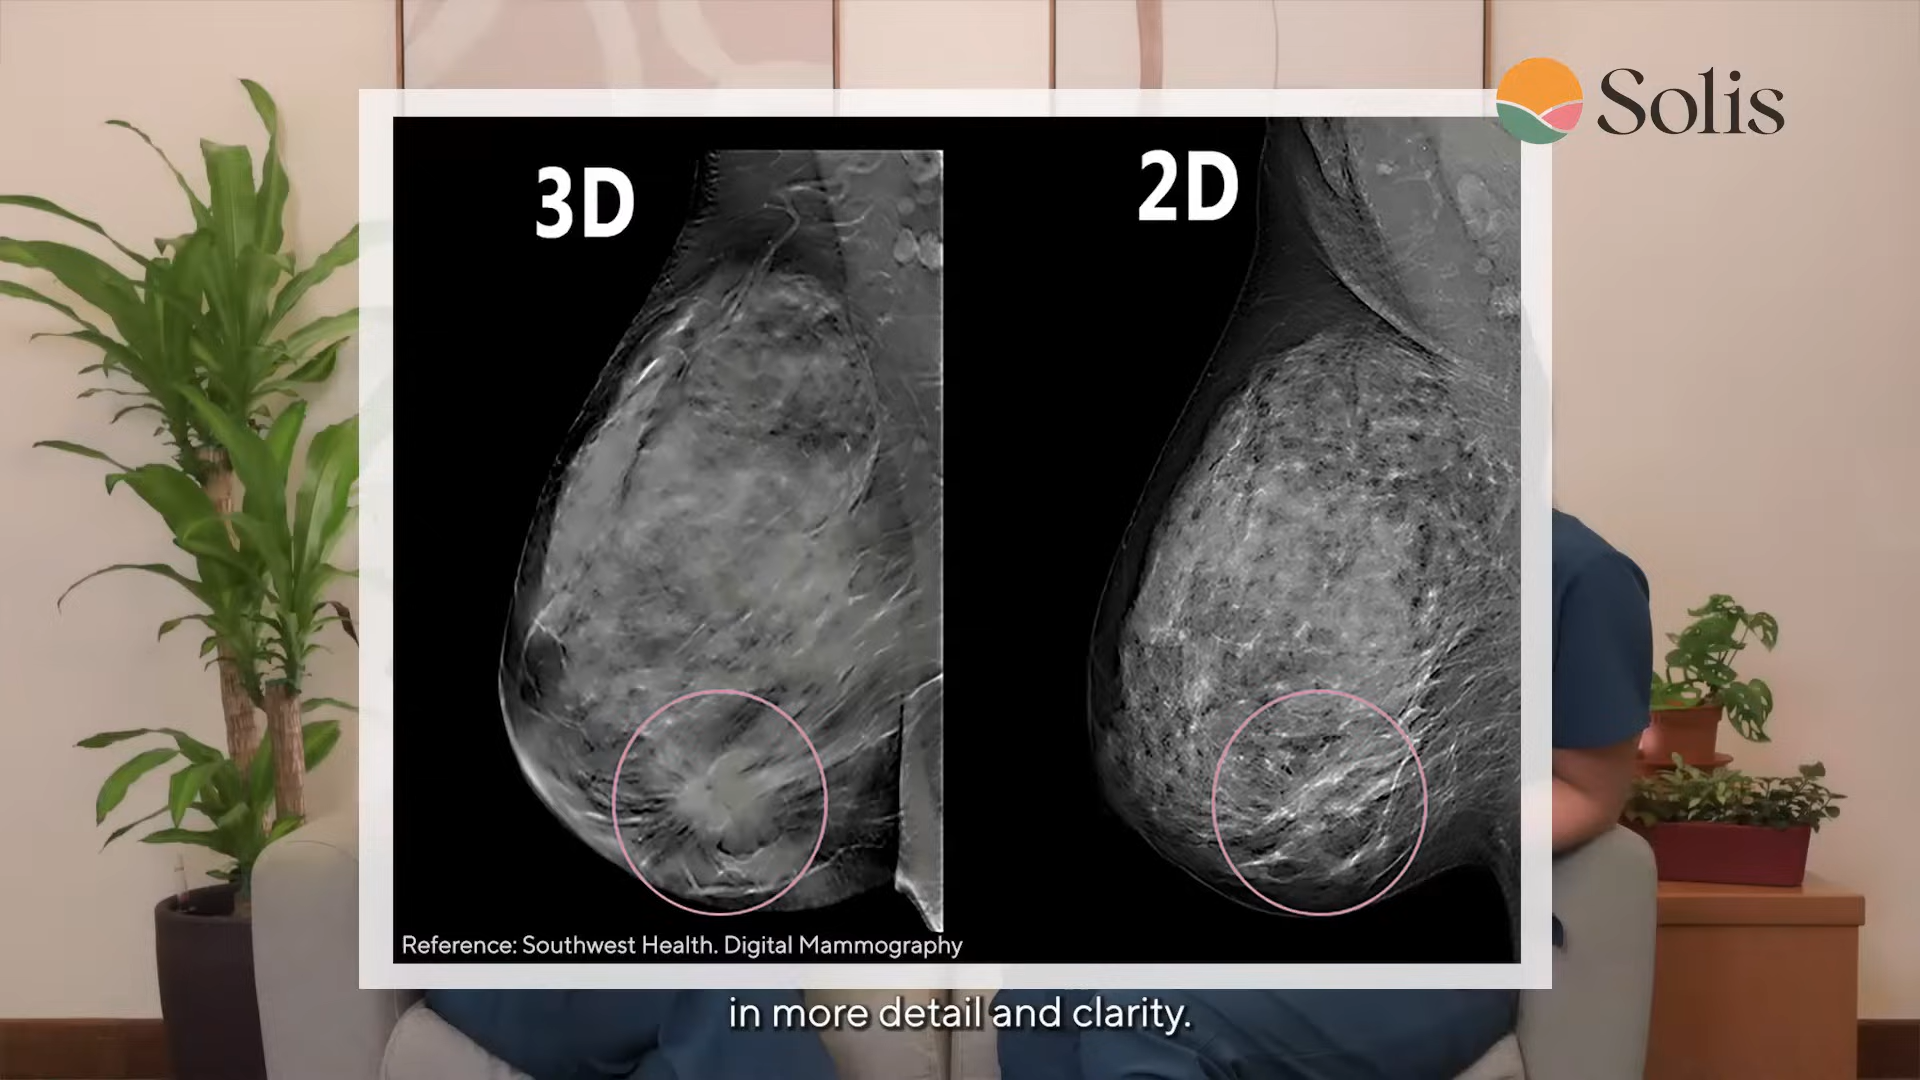 Solis
3D
2D
Reference: Southwest Health. Digital Mammography
in more detail and clarity.